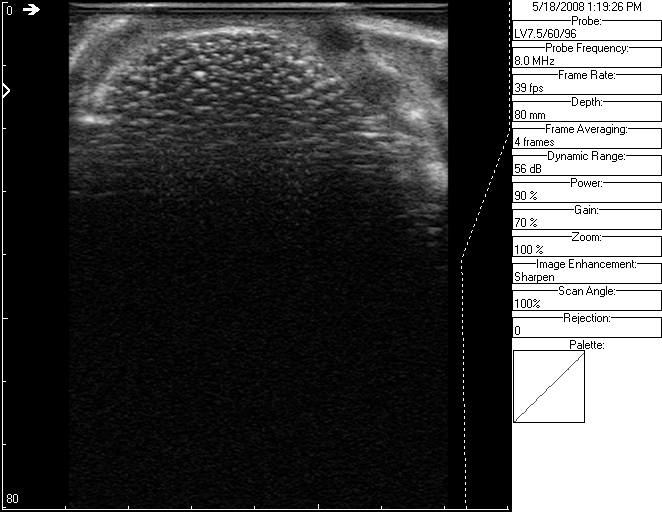 0
80
5/18/2008 1:19:26 PM
Probe:
LV7.5/60/96
Probe Frequency:
8.0 MHz
Frame Rate:
39 fps
Depth:
80 mm
Frame Averaging:
4 frames
Dynamic Range:
56 dB
Power:
90 %
Gain:
70 %
Zoom:
100 %
Image Enhancement:
Sharpen
Scan Angle:
100%
Rejection:
0
Palette: